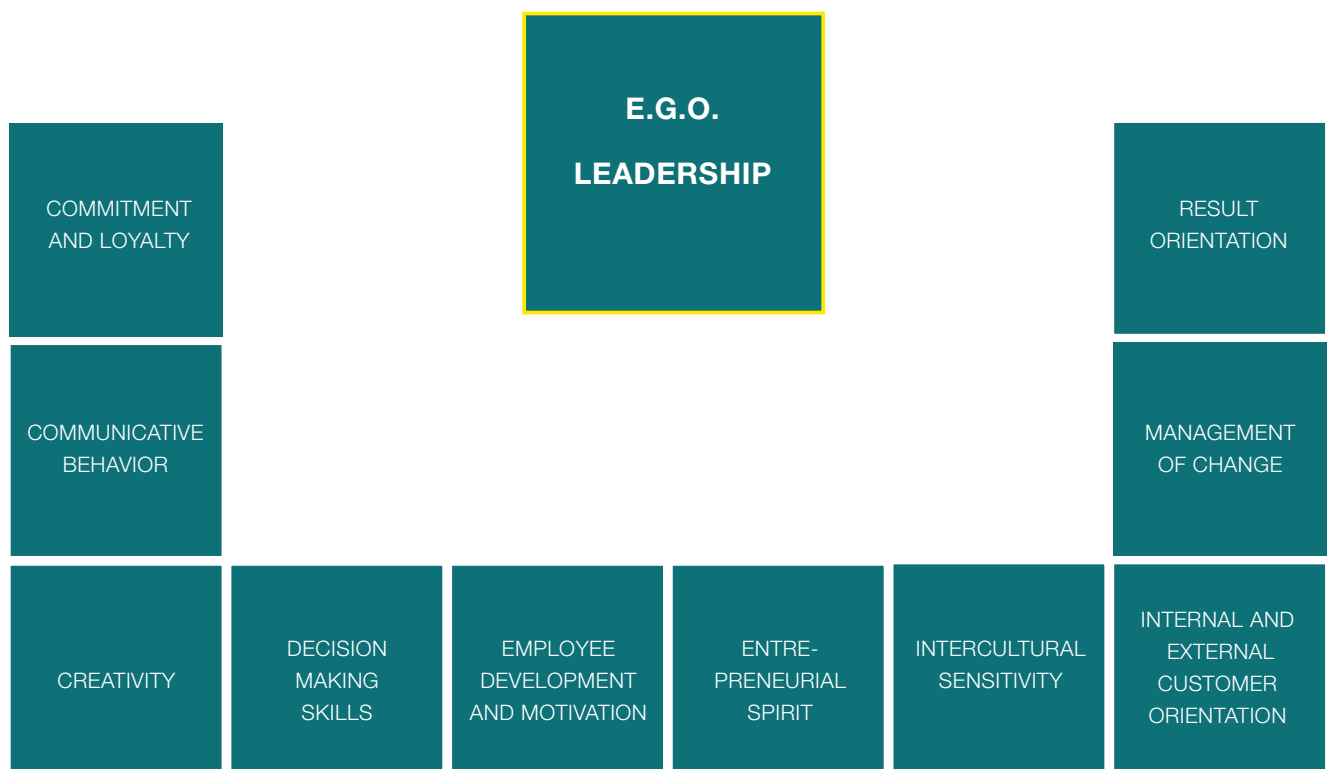 E.G.O.
LEADERSHIP
COMMITMENT
AND LOYALTY
RESULT
ORIENTATION
COMMUNICATIVE
BEHAVIOR
MANAGEMENT
OF CHANGE
CREATIVITY
DECISION
MAKING
SKILLS
EMPLOYEE
DEVELOPMENT
AND MOTIVATION
ENTRE-
PRENEURIAL
SPIRIT
INTERCULTURAL
SENSITIVITY
INTERNAL AND
EXTERNAL
CUSTOMER
ORIENTATION